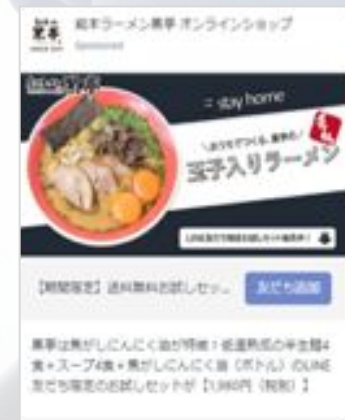 熊本ラーメン黒亭 オンラインショップ
Sponsored
= stay home
\おうちでつくる、黒亭の/
玉子入りラーメン
【期間限定】送料無料お試しセッ... 友だち追加
黒亭は焦がしにんにく油が特徴!低温熟成の半生麺4
食+スープ4食+焦がしにんにく油(ボトル)のLINE
友だち限定のお試しセットが【1,980円(税別)】